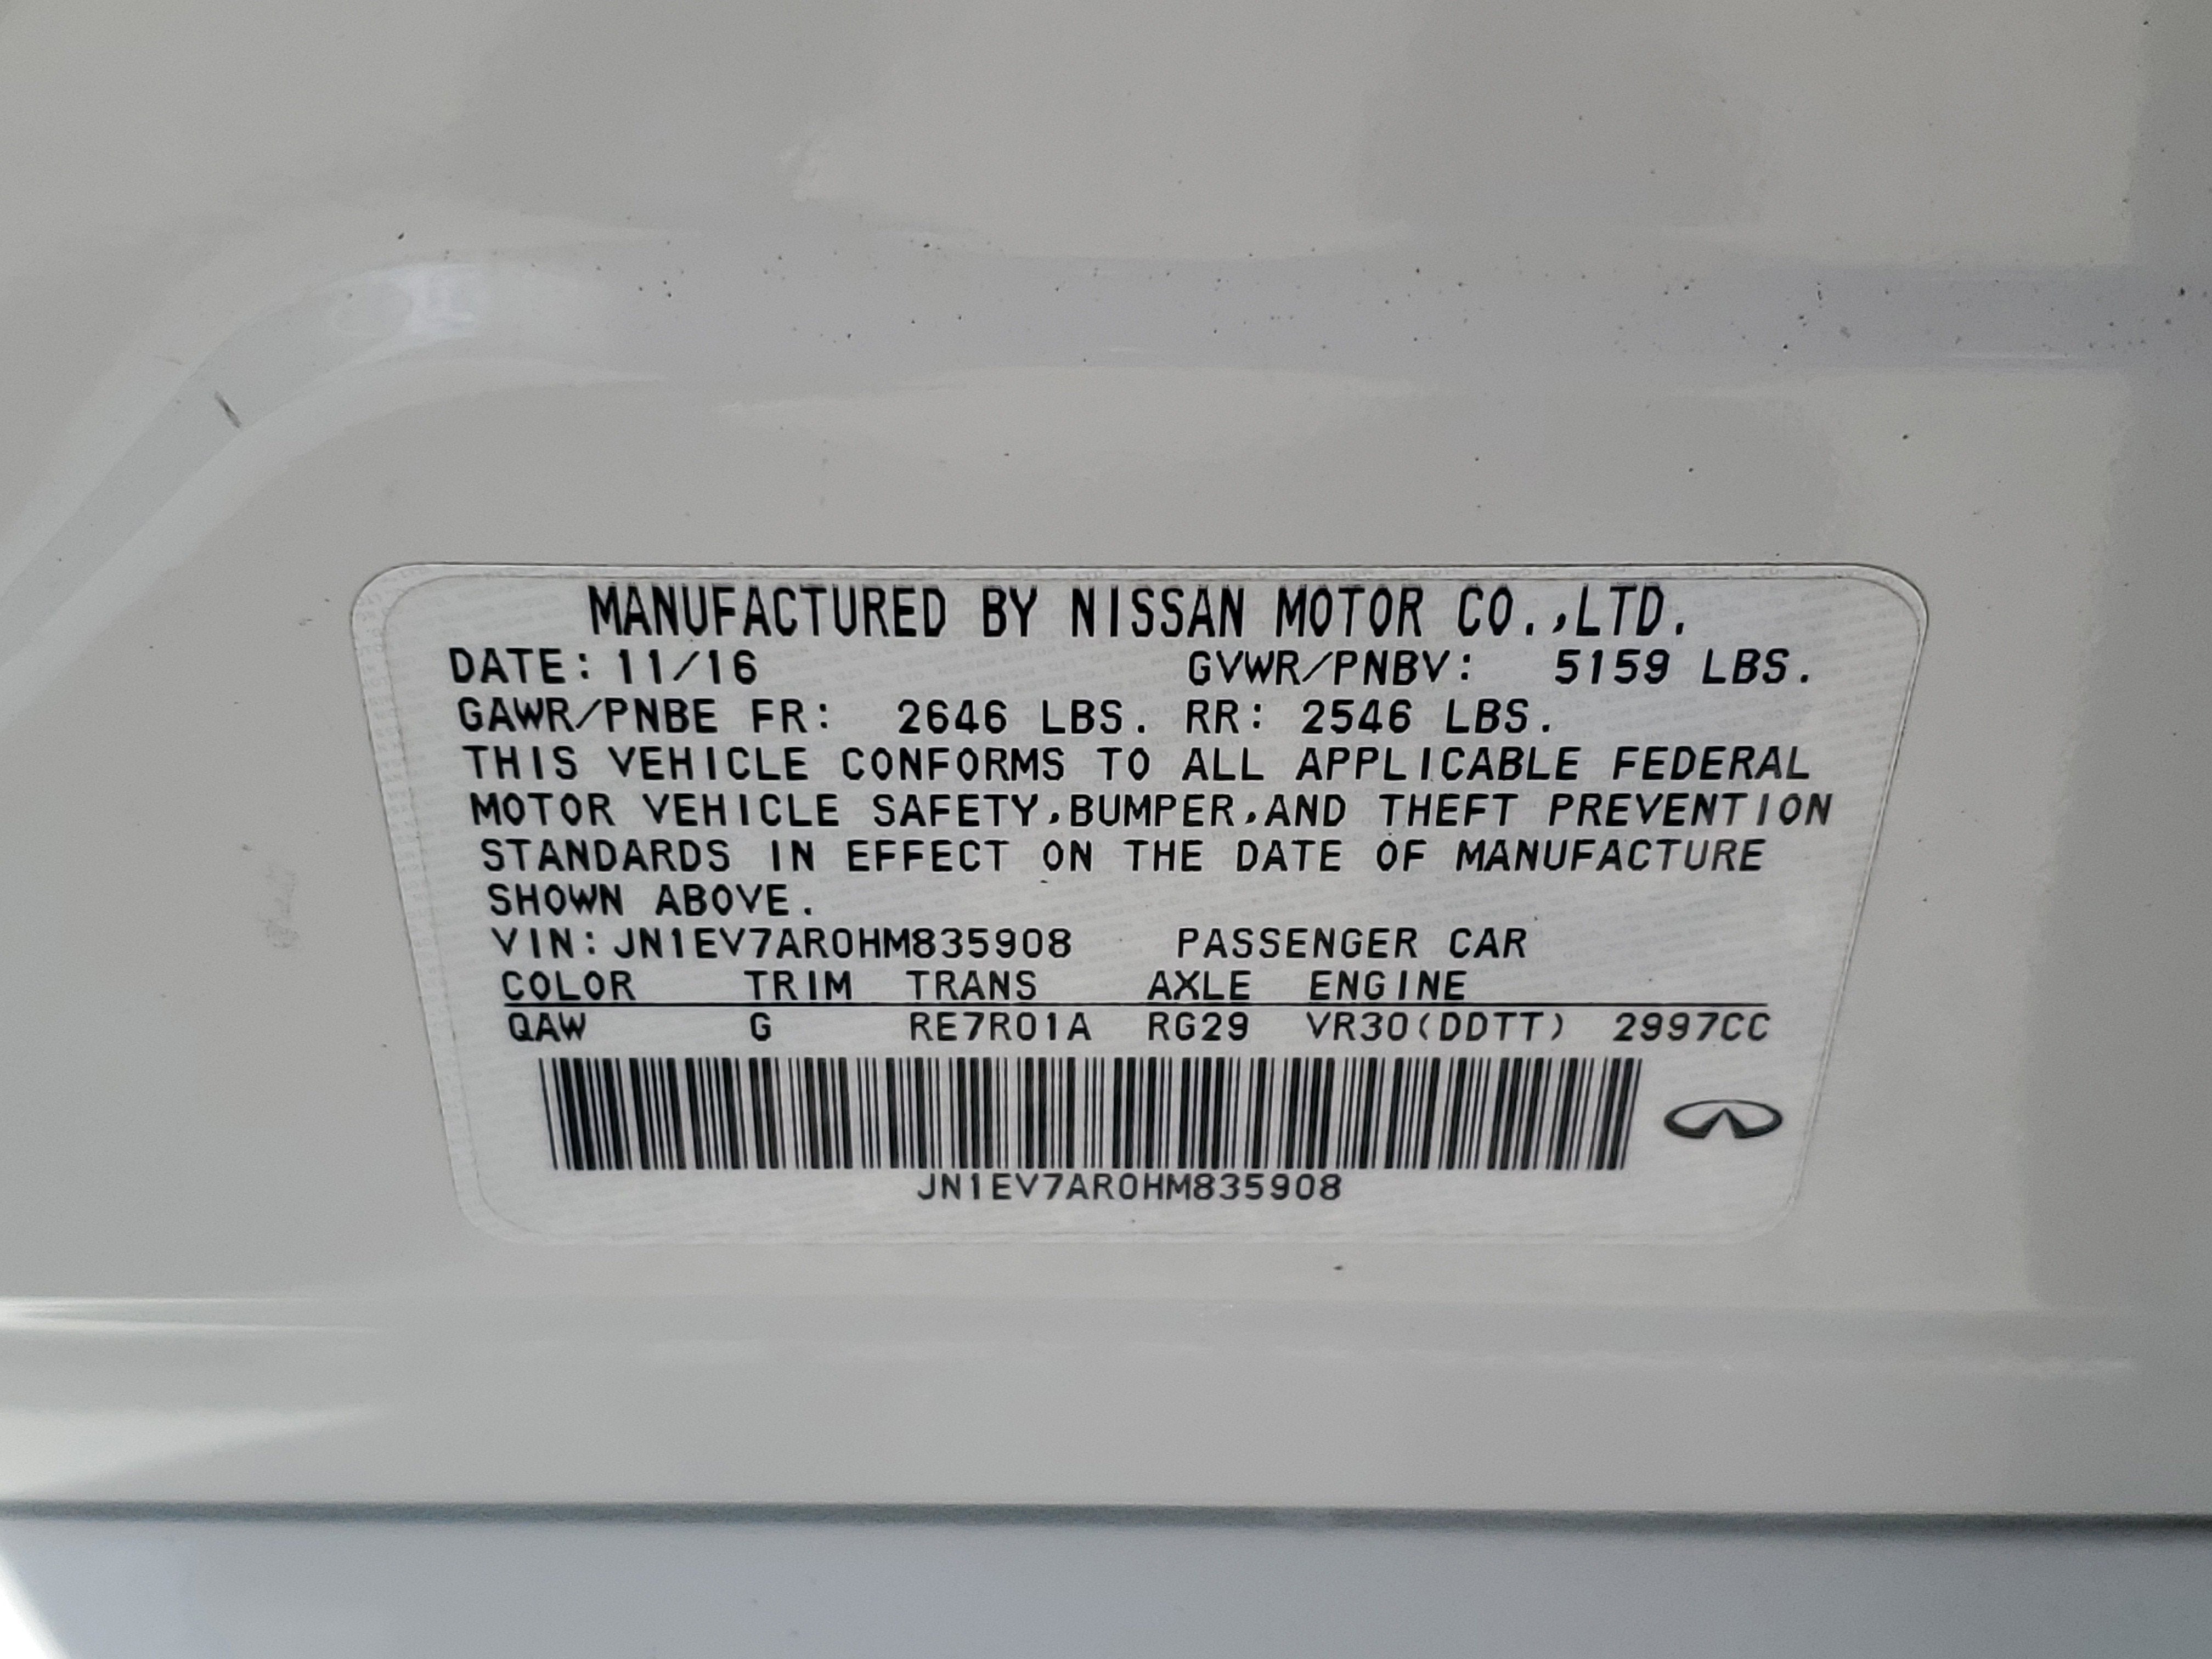 MANUFACTURED BY NISSAN MOTOR CO.,LTD.
DATE: 11/16 GVWR/PNBV: 5159 LBS.
GAWR/PNBE FR: 2646 LBS. RR: 2546 LBS.
THIS VEHICLE CONFORMS TO ALL APPLICABLE FEDERAL
MOTOR VEHICLE SAFETY,BUMPER,AND THEFT PREVENTION
STANDARDS IN EFFECT ON THE DATE OF MANUFACTURE
SHOWN ABOVE.
VIN: JN1EV7AR0HM835908 PASSENGER CAR
COLOR TRIM TRANS AXLE ENGINE
QAW G RE7R01A RG29 VR30(DDTT) 2997CC
JN1EV7AR0HM835908